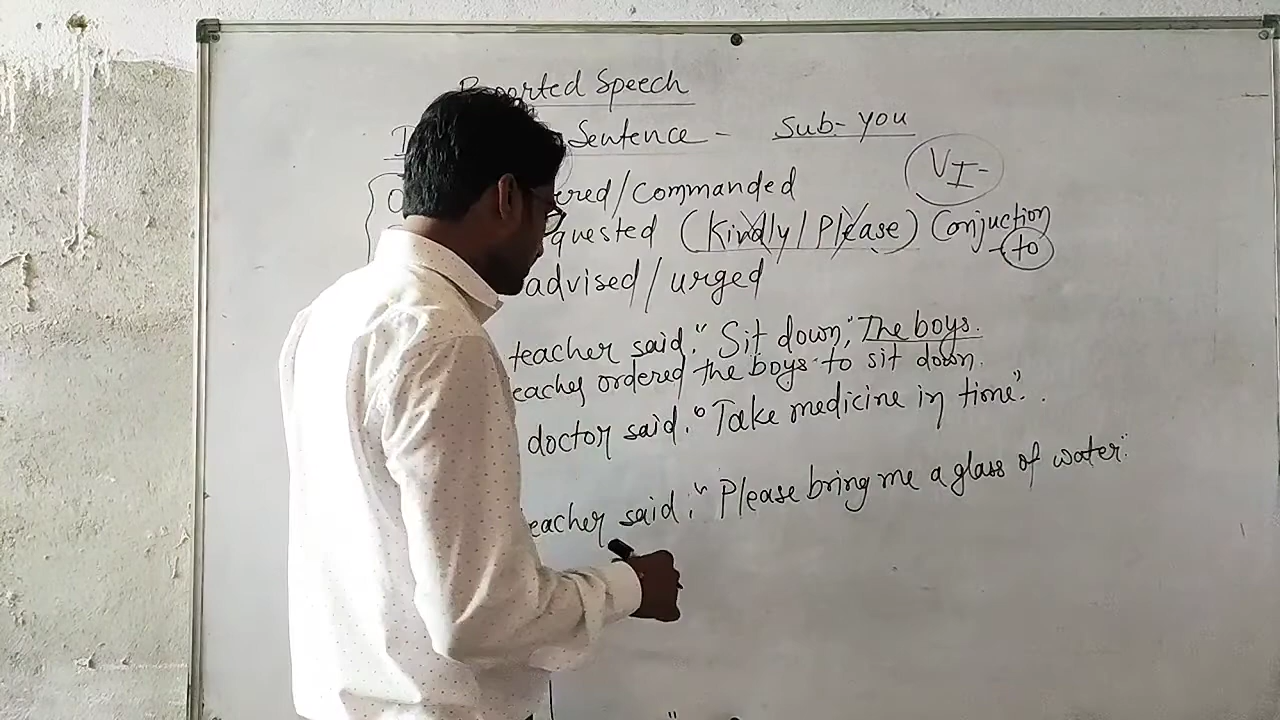 Reported Speech
Sentence - Sub-you
ered/commanded VI-
quested (Kindly/Please) Conjuction
to
advised/urged
teacher said:" Sit down," The boys.
eacher ordered the boys to sit down.
doctor said:" Take medicine in time".
eacher said:" Please bring me a glass of water."